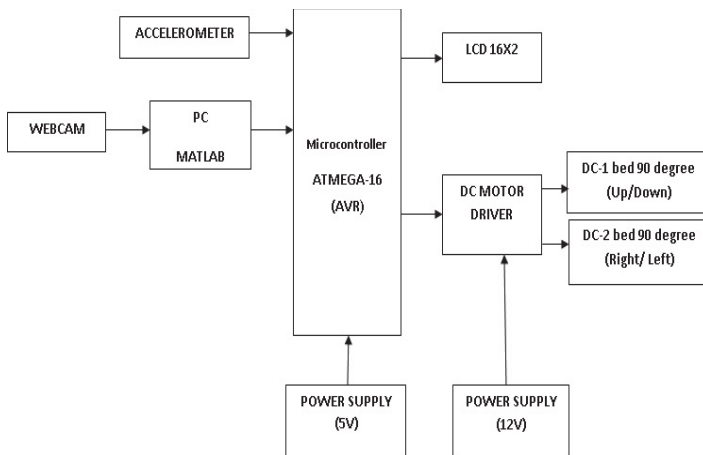 ACCELEROMETER
LCD 16X2
WEBCAM
PC
MATLAB
Microcontroller
ATMEGA-16
(AVR)
DC MOTOR
DRIVER
DC-1 bed 90 degree
(Up/Down)
DC-2 bed 90 degree
(Right/ Left)
POWER SUPPLY
(5V)
POWER SUPPLY
(12V)